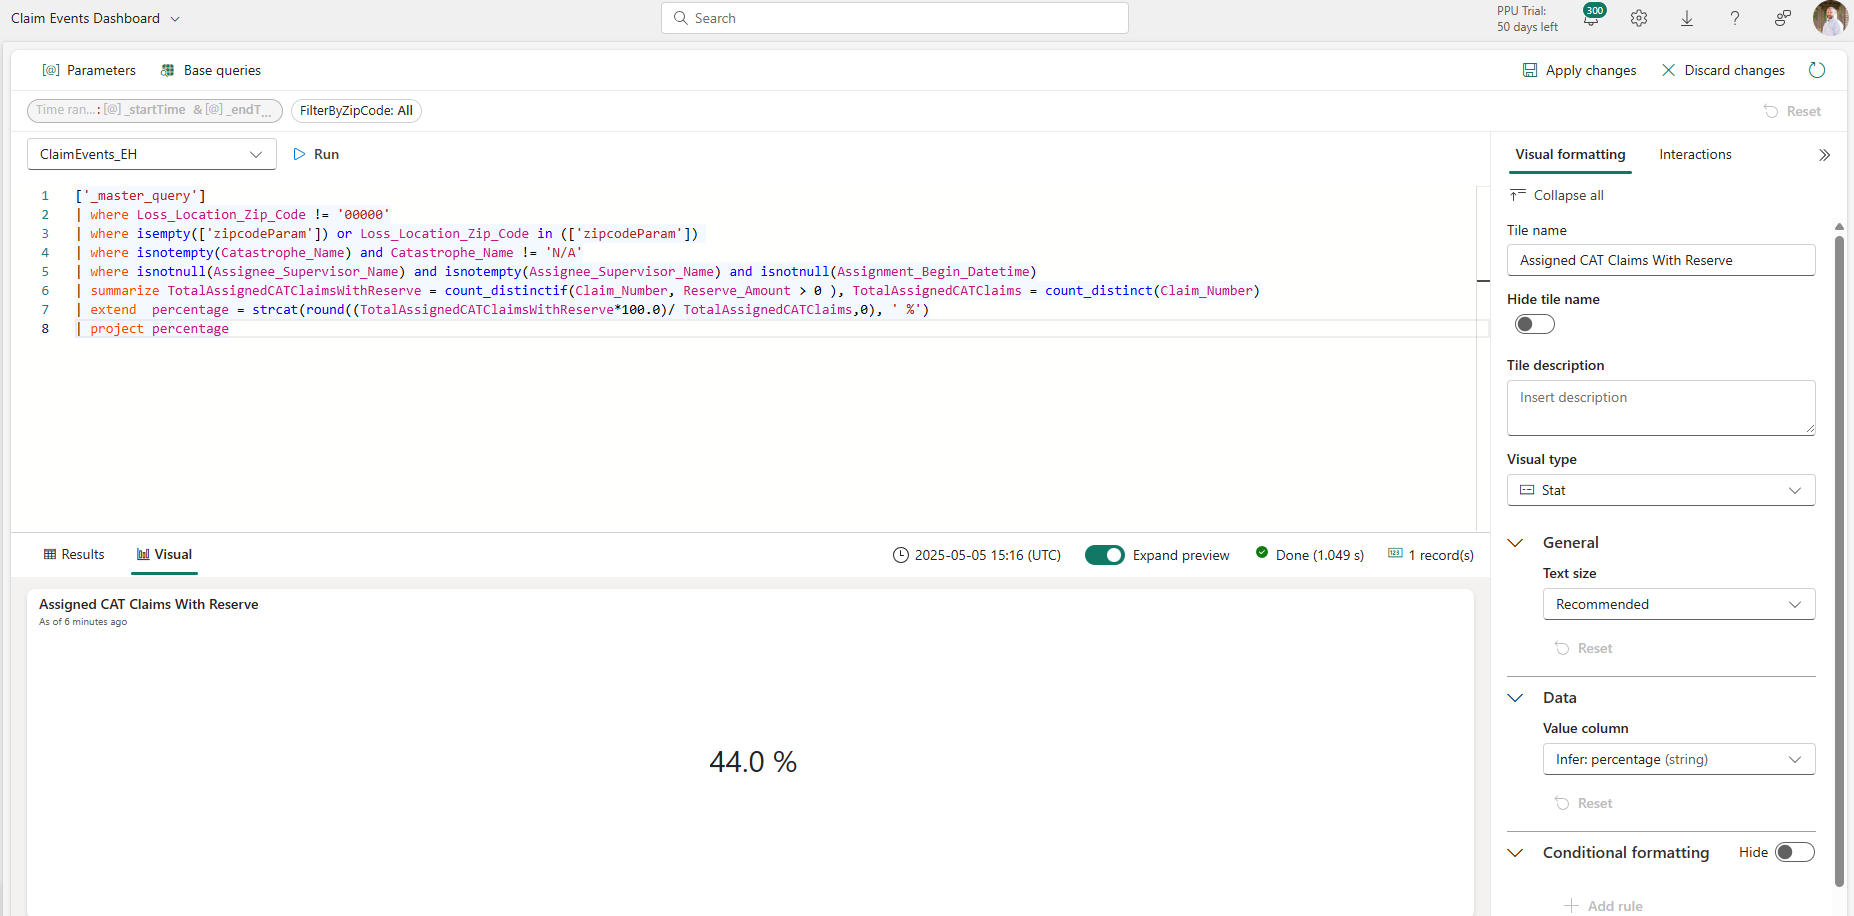 Claim Events Dashboard
Search
PPU Trial:
50 days left
300
Parameters
Base queries
Apply changes
Discard changes
Time ran...: [@] _startTime & [@] _endT...
FilterByZipCode: All
Reset
ClaimEvents_EH
Run
1 ['_master_query']
2 | where Loss_Location_Zip_Code != '00000'
3 | where isempty(['zipcodeParam']) or Loss_Location_Zip_Code in (['zipcodeParam'])
4 | where isnotempty(Catastrophe_Name) and Catastrophe_Name != 'N/A'
5 | where isnotnull(Assignee_Supervisor_Name) and isnotempty(Assignee_Supervisor_Name) and isnotnull(Assignment_Begin_Datetime)
6 | summarize TotalAssignedCATClaimsWithReserve = count_distinctif(Claim_Number, Reserve_Amount > 0 ), TotalAssignedCATClaims = count_distinct(Claim_Number)
7 | extend  percentage = strcat(round((TotalAssignedCATClaimsWithReserve*100.0)/ TotalAssignedCATClaims,0), ' %')
8 | project percentage
Results
Visual
2025-05-05 15:16 (UTC)
Expand preview
Done (1.049 s)
1 record(s)
Assigned CAT Claims With Reserve
As of 6 minutes ago
44.0 %
Visual formatting
Interactions
Collapse all
Tile name
Assigned CAT Claims With Reserve
Hide tile name
Tile description
Insert description
Visual type
Stat
General
Text size
Recommended
Reset
Data
Value column
Infer: percentage (string)
Reset
Conditional formatting
Hide
Add rule